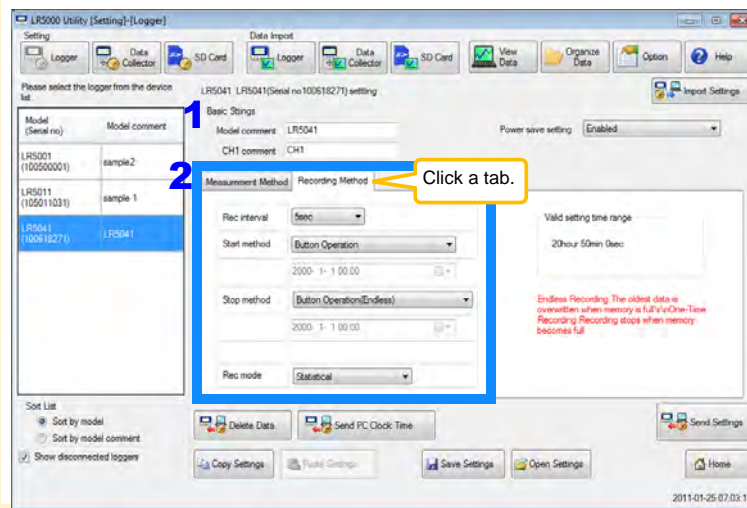 LR5000 Utility [Setting]-[Logger]
Setting
Data Import
Logger
Data Collector
SD Card
Logger
Data Collector
SD Card
View Data
Organize Data
Option
Help
Please select the logger from the device list.
LR5041 LR5041(Serial no100618271) setting
Import Settings
1
Basic Stings
Model (Serial no)
Model comment
Model comment
LR5041
Power save setting
Enabled
CH1 comment
CH1
LR5001 (100500001)
sample2
2
Measurement Method
Recording Method
Click a tab.
LR5011 (105011031)
sample 1
LR5041 (100618271)
LR5041
Rec interval
5sec
Start method
Button Operation
2000- 1- 1 00:00
Stop method
Button Operation(Endless)
2000- 1- 1 00:00
Rec mode
Statistical
Valid setting time range
20hour 50min 0sec
Endless Recording The oldest data is
overwritten when memory is full\r\nOne-Time
Recording Recording stops when memory
becomes full
Sort List
Sort by model
Sort by model comment
Show disconnected loggers
Delete Data
Send PC Clock Time
Send Settings
Copy Settings
Paste Settings
Save Settings
Open Settings
Home
2011-01-25 07:03:1